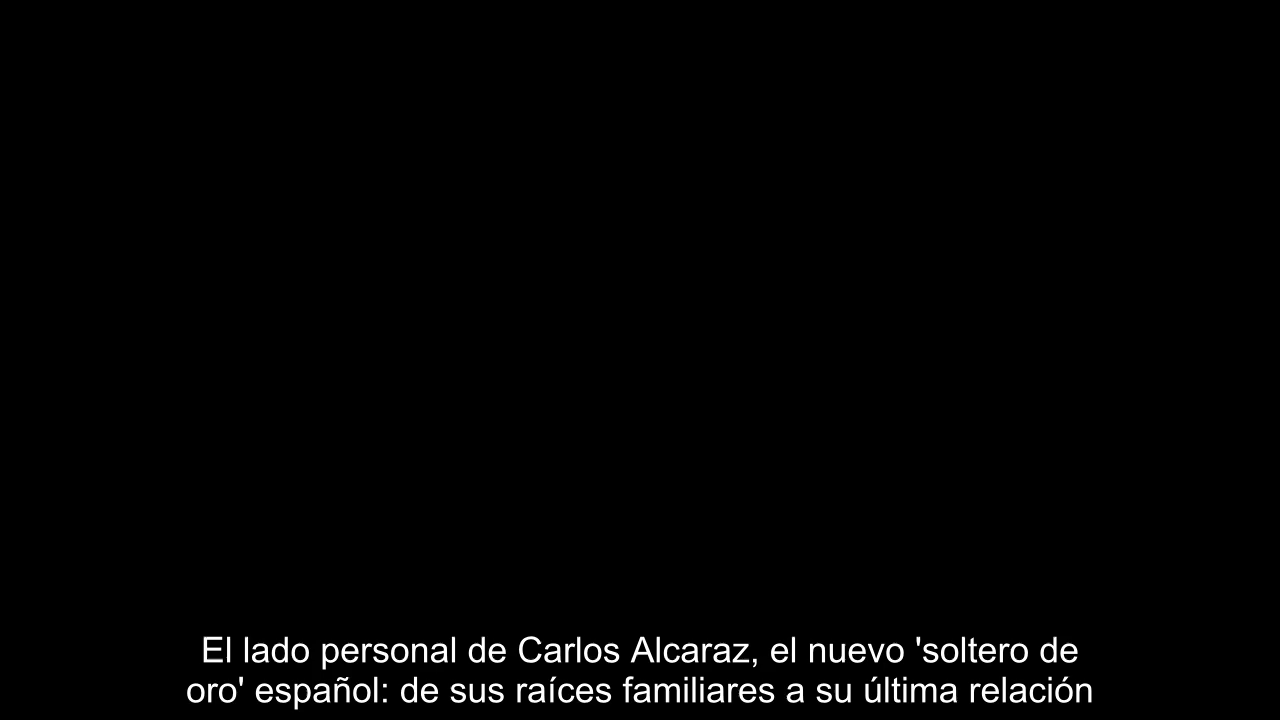 El lado personal de Carlos Alcaraz, el nuevo 'soltero de
oro' español: de sus raíces familiares a su última relación